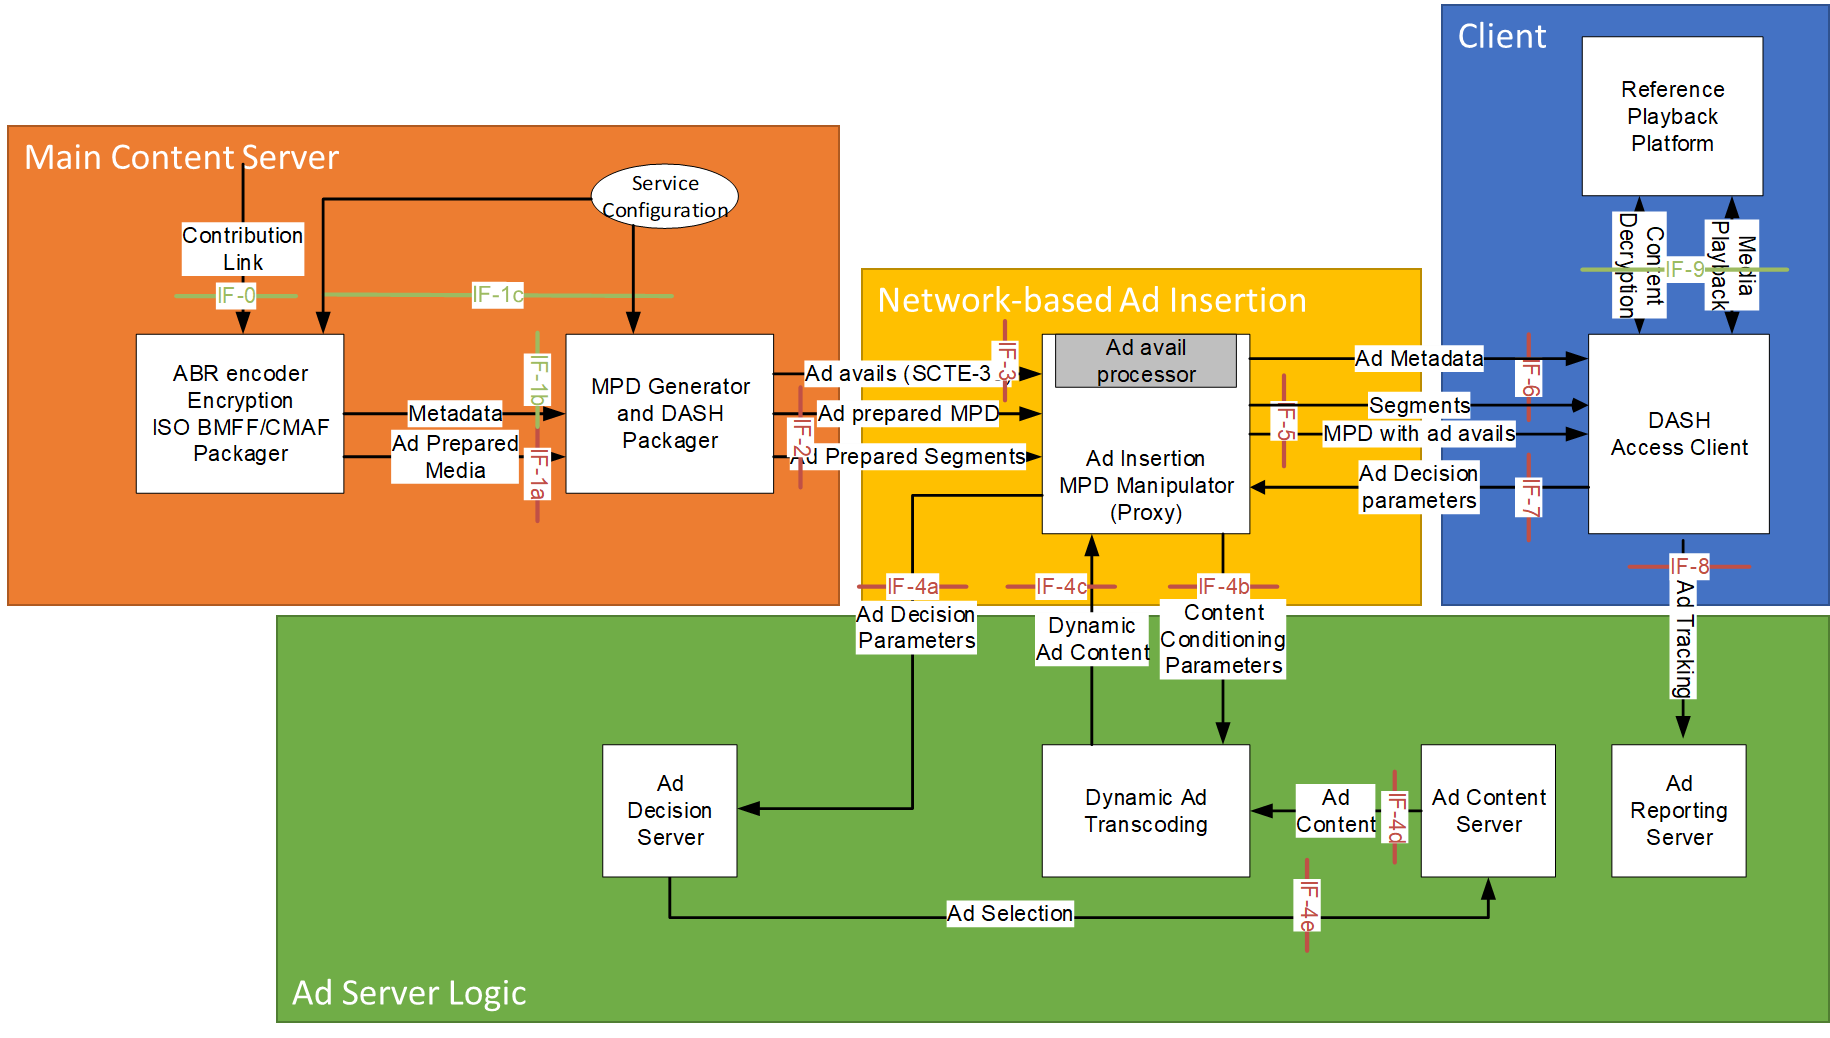 Client
Reference
Playback
Platform
Main Content Server
Service
Configuration
Contribution
Link
IF-0
IF-1c
Content
Decryption
Media
Playback
IF-9
Network-based Ad Insertion
ABR encoder
Encryption
ISO BMFF/CMAF
Packager
Metadata
Ad Prepared
Media
IF-1b
IF-1a
MPD Generator
and DASH
Packager
Ad avails (SCTE-3
IF-3
Ad prepared MPD
IF-2
Ad Prepared Segments
Ad avail
processor
Ad Insertion
MPD Manipulator
(Proxy)
Ad Metadata
IF-6
Segments
IF-5
MPD with ad avails
Ad Decision
parameters
IF-7
DASH
Access Client
IF-8
Ad Tracking
IF-4a
Ad Decision
Parameters
IF-4c
Dynamic
Ad Content
IF-4b
Content
Conditioning
Parameters
Ad
Decision
Server
Dynamic Ad
Transcoding
Ad
Content
IF-4d
Ad Content
Server
Ad
Reporting
Server
Ad Selection
IF-4e
Ad Server Logic